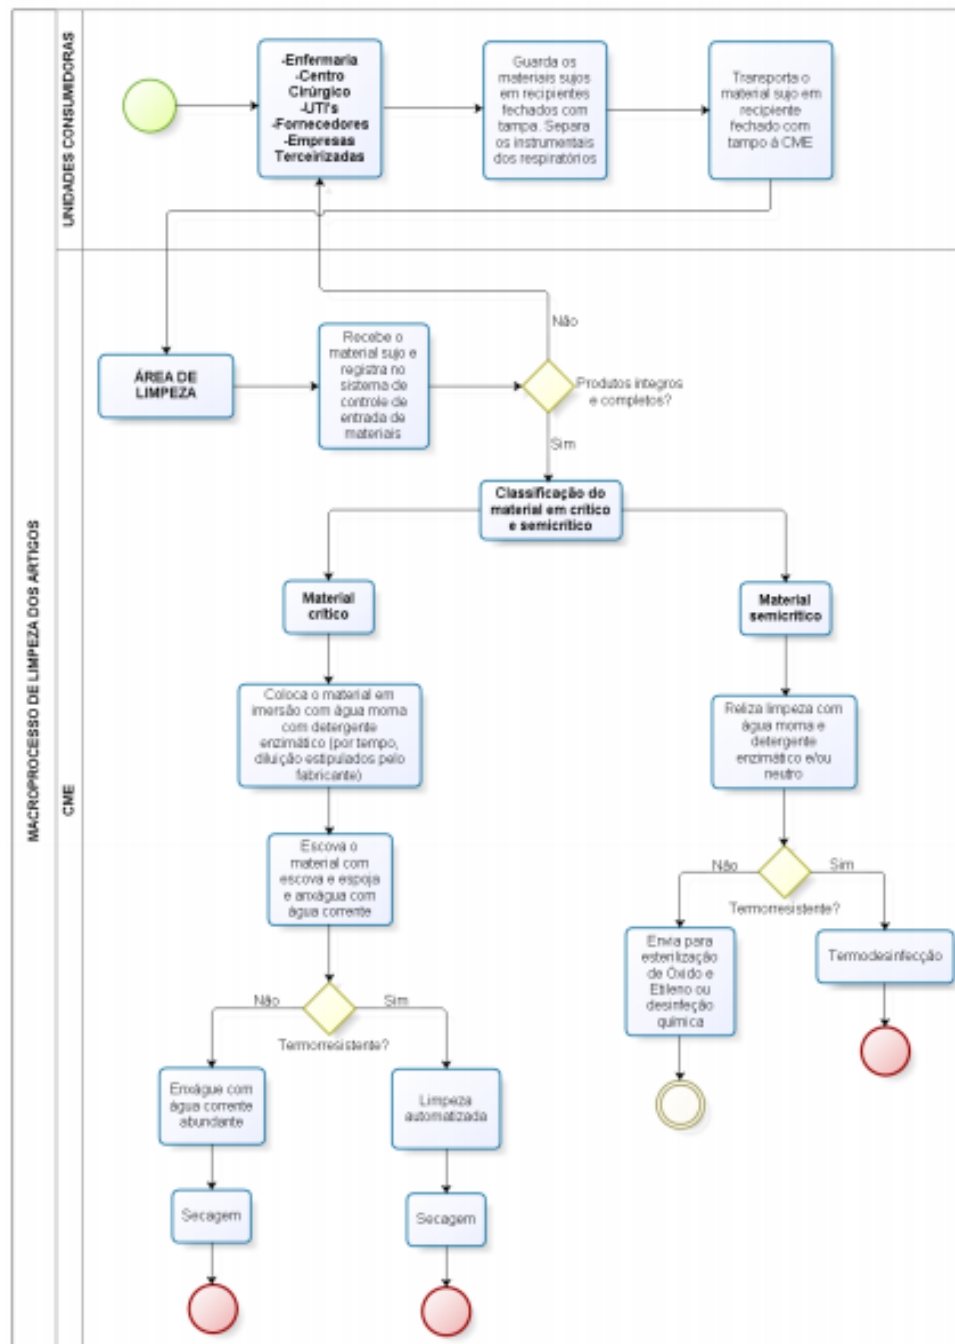 MACROPROCESSO DE LIMPEZA DOS ARTIGOS
UNIDADES CONSUMIDORAS
-Enfermaria
-Centro
Cirúrgico
-UTI's
-Fornecedores
-Empresas
Terceirizadas
Guarda os
materiais sujos
em recipientes
fechados com
tampa. Separa
os instrumentais
dos respiratórios
Transporta o
material sujo em
recipiente
fechado com
tampo à CME
CME
ÁREA DE
LIMPEZA
Recebe o
material sujo e
registra no
sistema de
controle de
entrada de
materiais
Não
Produtos íntegros
e completos?
Sim
Classificação do
material em crítico
e semicrítico
Material
crítico
Material
semicrítico
Coloca o material em
imersão com água morna
com detergente
enzimático (por tempo,
diluição estipulados pelo
fabricante)
Reliza limpeza com
água morna e
detergente
enzimático e/ou
neutro
Escova o
material com
escova e espoja
e anxágua com
água corrente
Não
Sim
Termorresistente?
Envia para
esterilização
de Óxido e
Etileno ou
desinfeção
química
Termodesinfecção
Não
Sim
Termorresistente?
Enxágue com
água corrente
abundante
Limpeza
automatizada
Secagem
Secagem